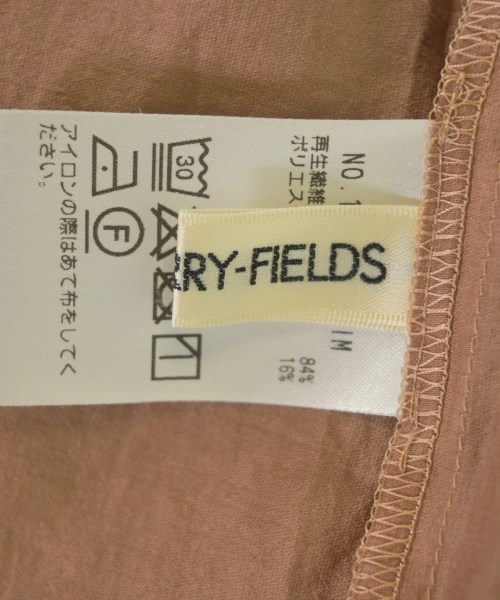 RY-FIELDS
NO. 1
再生繊維
ポリエス
84%
16%
IM
30
F
アイロンの際はあて布をしてく
ださい。